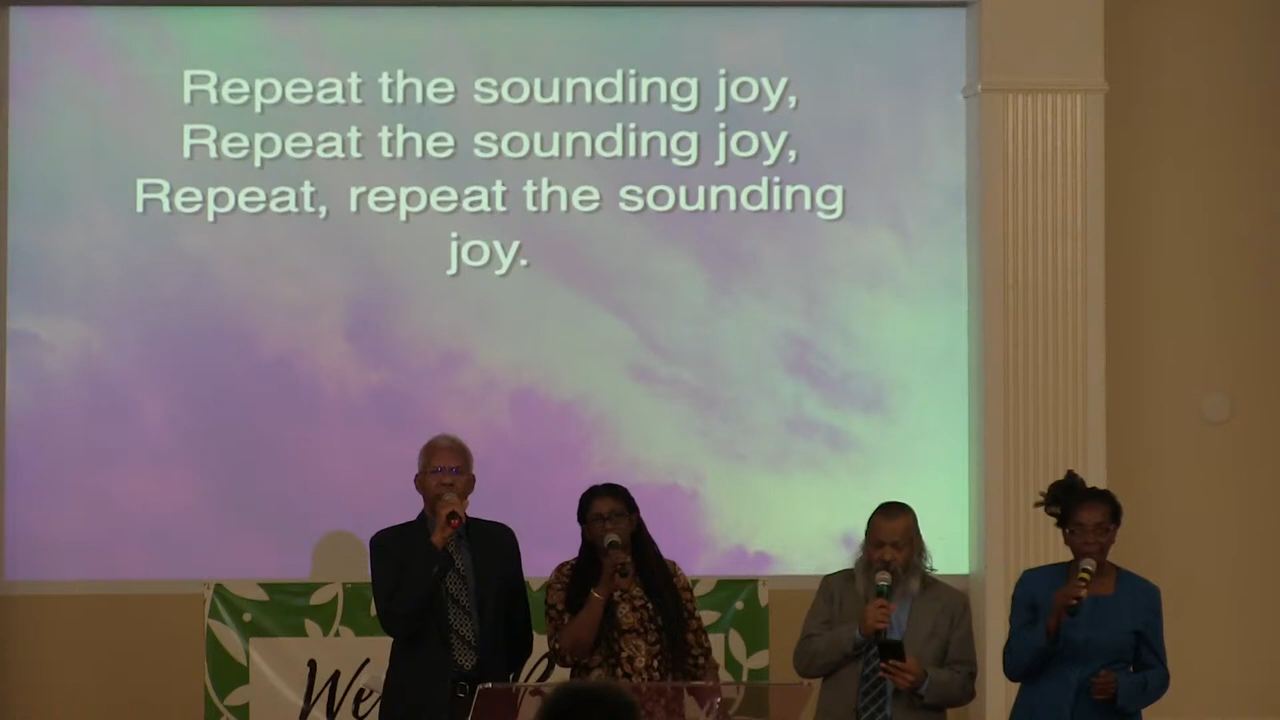 Repeat the sounding joy,
Repeat the sounding joy,
Repeat, repeat the sounding
joy.